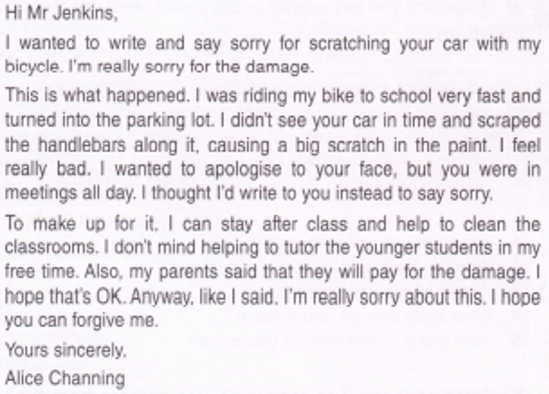 Hi Mr Jenkins,
I wanted to write and say sorry for scratching your car with my
bicycle. I'm really sorry for the damage.
This is what happened. I was riding my bike to school very fast and
turned into the parking lot. I didn't see your car in time and scraped
the handlebars along it, causing a big scratch in the paint. I feel
really bad. I wanted to apologise to your face, but you were in
meetings all day. I thought I'd write to you instead to say sorry.
To make up for it, I can stay after class and help to clean the
classrooms. I don't mind helping to tutor the younger students in my
free time. Also, my parents said that they will pay for the damage. I
hope that's OK. Anyway, like I said, I'm really sorry about this. I hope
you can forgive me.
Yours sincerely,
Alice Channing